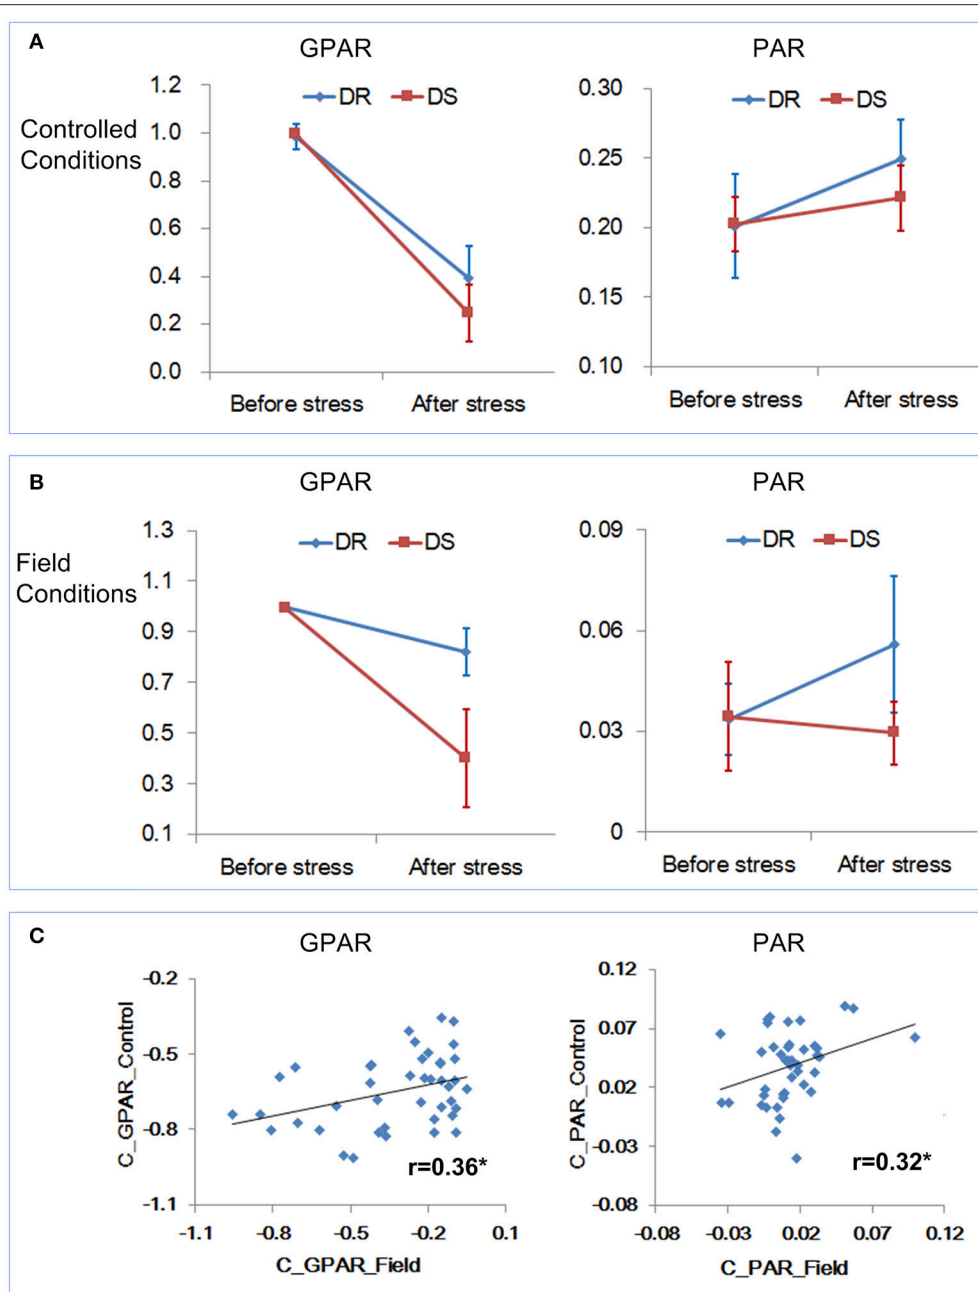 A
GPAR
PAR
Controlled
Conditions
1.2
1.0
0.8
0.6
0.4
0.2
0.0
DR
DS
Before stress
After stress
0.30
0.25
0.20
0.15
0.10
DR
DS
Before stress
After stress
B
GPAR
PAR
Field
Conditions
1.3
1.1
0.9
0.7
0.5
0.3
0.1
DR
DS
Before stress
After stress
0.09
0.06
0.03
0
DR
DS
Before stress
After stress
C
GPAR
PAR
C_GPAR_Control
-0.2
-0.5
-0.8
-1.1
r=0.36*
-1.1
-0.8
-0.5
-0.2
0.1
C_GPAR_Field
C_PAR_Control
0.12
0.07
0.02
-0.03
-0.08
r=0.32*
-0.08
-0.03
0.02
0.07
0.12
C_PAR_Field